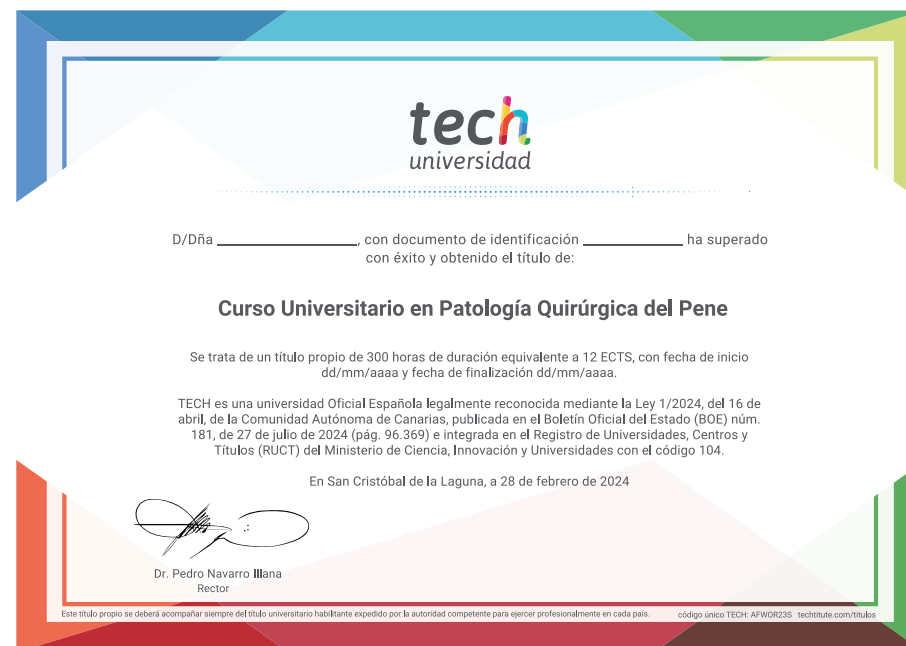 tech
universidad
D/Dña ____________________, con documento de identificación ______________ ha superado
con éxito y obtenido el título de:
Curso Universitario en Patología Quirúrgica del Pene
Se trata de un título propio de 300 horas de duración equivalente a 12 ECTS, con fecha de inicio
dd/mm/aaaa y fecha de finalización dd/mm/aaaa.
TECH es una universidad Oficial Española legalmente reconocida mediante la Ley 1/2024, del 16 de
abril, de la Comunidad Autónoma de Canarias, publicada en el Boletín Oficial del Estado (BOE) núm.
181, de 27 de julio de 2024 (pág. 96.369) e integrada en el Registro de Universidades, Centros y
Títulos (RUCT) del Ministerio de Ciencia, Innovación y Universidades con el código 104.
En San Cristóbal de la Laguna, a 28 de febrero de 2024
Dr. Pedro Navarro Illana
Rector
Este título propio se deberá acompañar siempre del título universitario habilitante expedido por la autoridad competente para ejercer profesionalmente en cada país. código único TECH: AFWOR23S techtitute.com/titulos